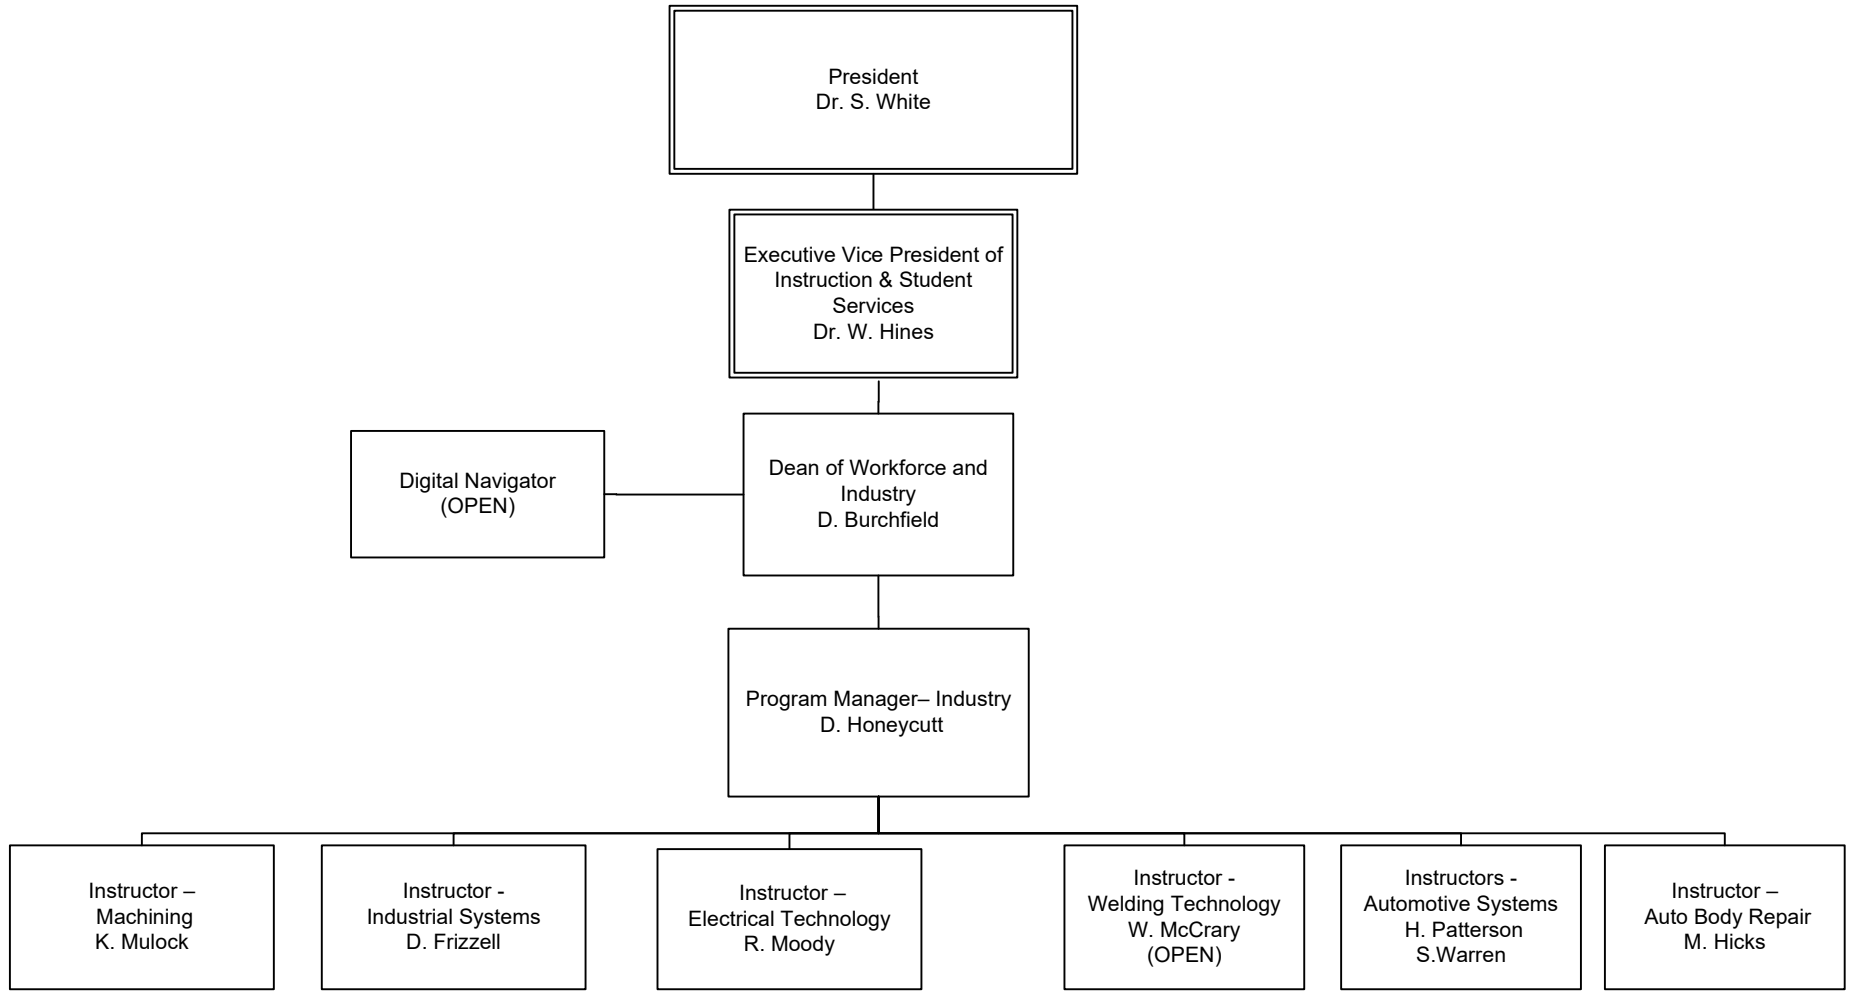 President
Dr. S. White
Executive Vice President of
Instruction & Student
Services
Dr. W. Hines
Digital Navigator
(OPEN)
Dean of Workforce and
Industry
D. Burchfield
Program Manager– Industry
D. Honeycutt
Instructor –
Machining
K. Mulock
Instructor -
Industrial Systems
D. Frizzell
Instructor –
Electrical Technology
R. Moody
Instructor -
Welding Technology
W. McCrary
(OPEN)
Instructors -
Automotive Systems
H. Patterson
S.Warren
Instructor –
Auto Body Repair
M. Hicks